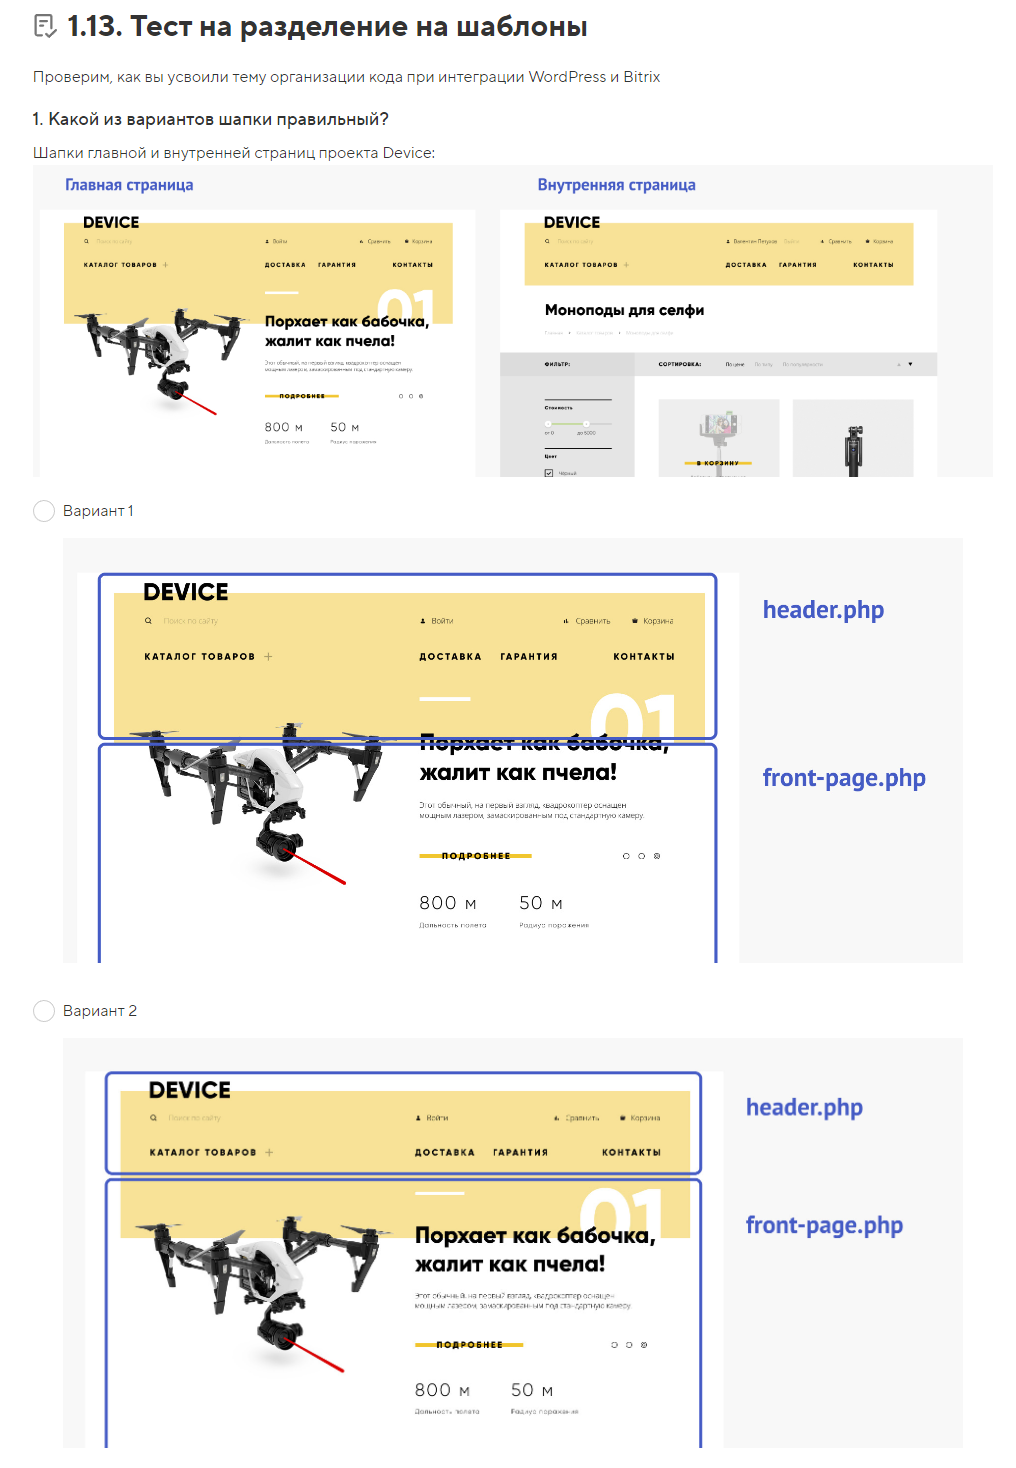 1.13. Тест на разделение на шаблоны
Проверим, как вы усвоили тему организации кода при интеграции WordPress и Bitrix
1. Какой из вариантов шапки правильный?
Шапки главной и внутренней страниц проекта Device:
Главная страница
Внутренняя страница
DEVICE
Поиск по сайту
Войти
Сравнить
Корзина
КАТАЛОГ ТОВАРОВ +
ДОСТАВКА
ГАРАНТИЯ
КОНТАКТЫ
01
Порхает как бабочка,
жалит как пчела!
Этот обычный, на первый взгляд, квадрокоптер оснащен
мощным лазером, замаскированным под стандартную камеру.
ПОДРОБНЕЕ
800 м
50 м
Дальность полета
Радиус поражения
DEVICE
Поиск по сайту
Валентин Петухов
Выйти
Сравнить
Корзина
КАТАЛОГ ТОВАРОВ +
ДОСТАВКА
ГАРАНТИЯ
КОНТАКТЫ
Моноподы для селфи
Главная
Каталог товаров
Моноподы для селфи
ФИЛЬТР:
СОРТИРОВКА:
По цене
По типу
По популярности
Стоимость
от 0
до 5000
Цвет
Черный
В КОРЗИНУ
Вариант 1
DEVICE
Поиск по сайту
Войти
Сравнить
Корзина
КАТАЛОГ ТОВАРОВ +
ДОСТАВКА
ГАРАНТИЯ
КОНТАКТЫ
header.php
01
Порхает как бабочка,
жалит как пчела!
front-page.php
Этот обычный, на первый взгляд, квадрокоптер оснащен
мощным лазером, замаскированным под стандартную камеру.
ПОДРОБНЕЕ
800 м
50 м
Дальность полета
Радиус поражения
Вариант 2
DEVICE
Поиск по сайту
Войти
Сравнить
Корзина
КАТАЛОГ ТОВАРОВ +
ДОСТАВКА
ГАРАНТИЯ
КОНТАКТЫ
header.php
01
Порхает как бабочка,
жалит как пчела!
front-page.php
Этот обычный, на первый взгляд, квадрокоптер оснащен
мощным лазером, замаскированным под стандартную камеру.
ПОДРОБНЕЕ
800 м
50 м
Дальность полета
Радиус поражения